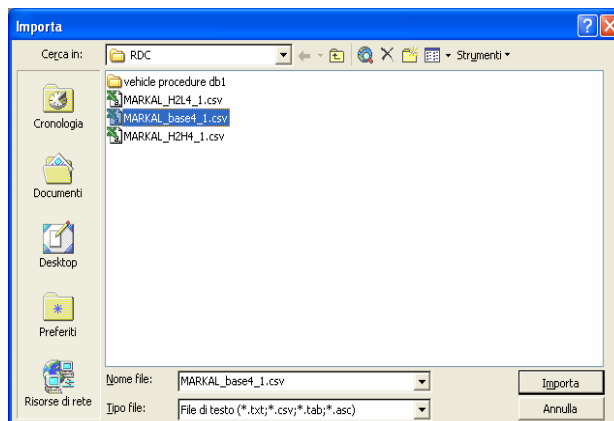 Importa
Cerca in:
RDC
Strumenti
vehicle procedure db1
MARKAL_H2L4_1.csv
MARKAL_base4_1.csv
MARKAL_H2H4_1.csv
Cronologia
Documenti
Desktop
Preferiti
Risorse di rete
Nome file:
MARKAL_base4_1.csv
Importa
Tipo file:
File di testo (*.txt;*.csv;*.tab;*.asc)
Annulla